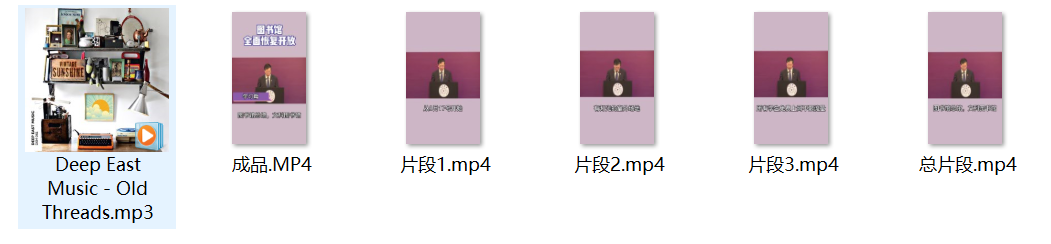 VINTAGE
SUNSHINE
DEEP EAST MUSIC
图书馆
全面恢复开放
Deep East
Music - Old
Threads.mp3
成品.MP4
片段1.mp4
片段2.mp4
片段3.mp4
总片段.mp4